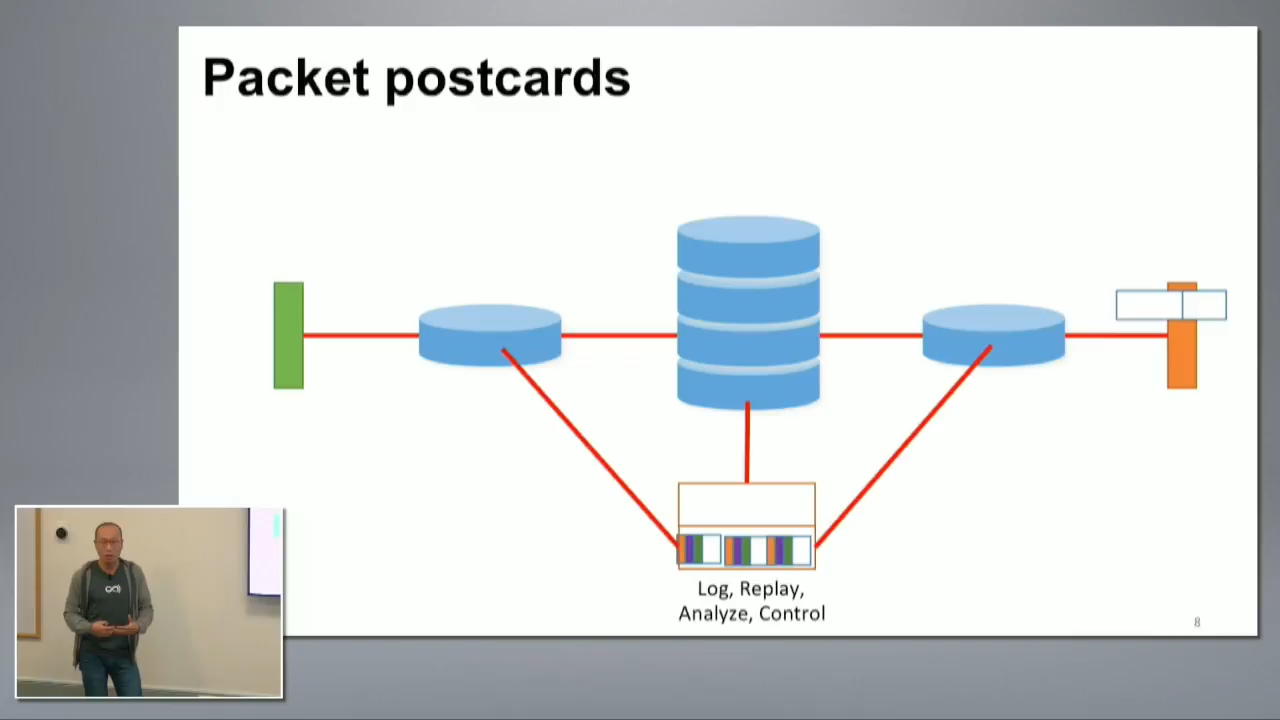 Packet postcards
Log, Replay,
Analyze, Control
8